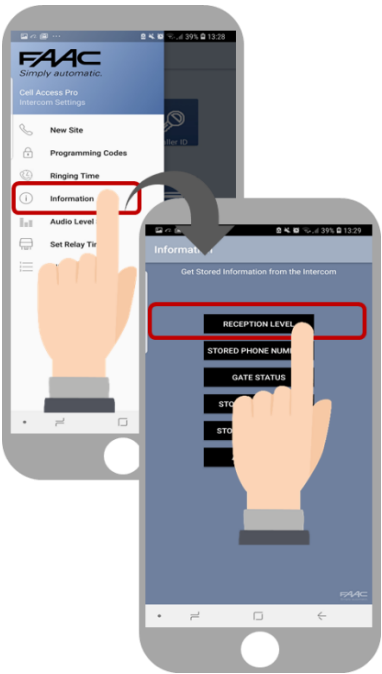 39% 13:28
FAAC
Simply automatic.
Cell Access Pro
Intercom Settings
New Site
Programming Codes
Ringing Time
Information
Audio Level
Set Relay
39% 13:29
Information
Get Stored Information from the Intercom
RECEPTION LEVEL
STORED PHONE
GATE STATUS
FAAC